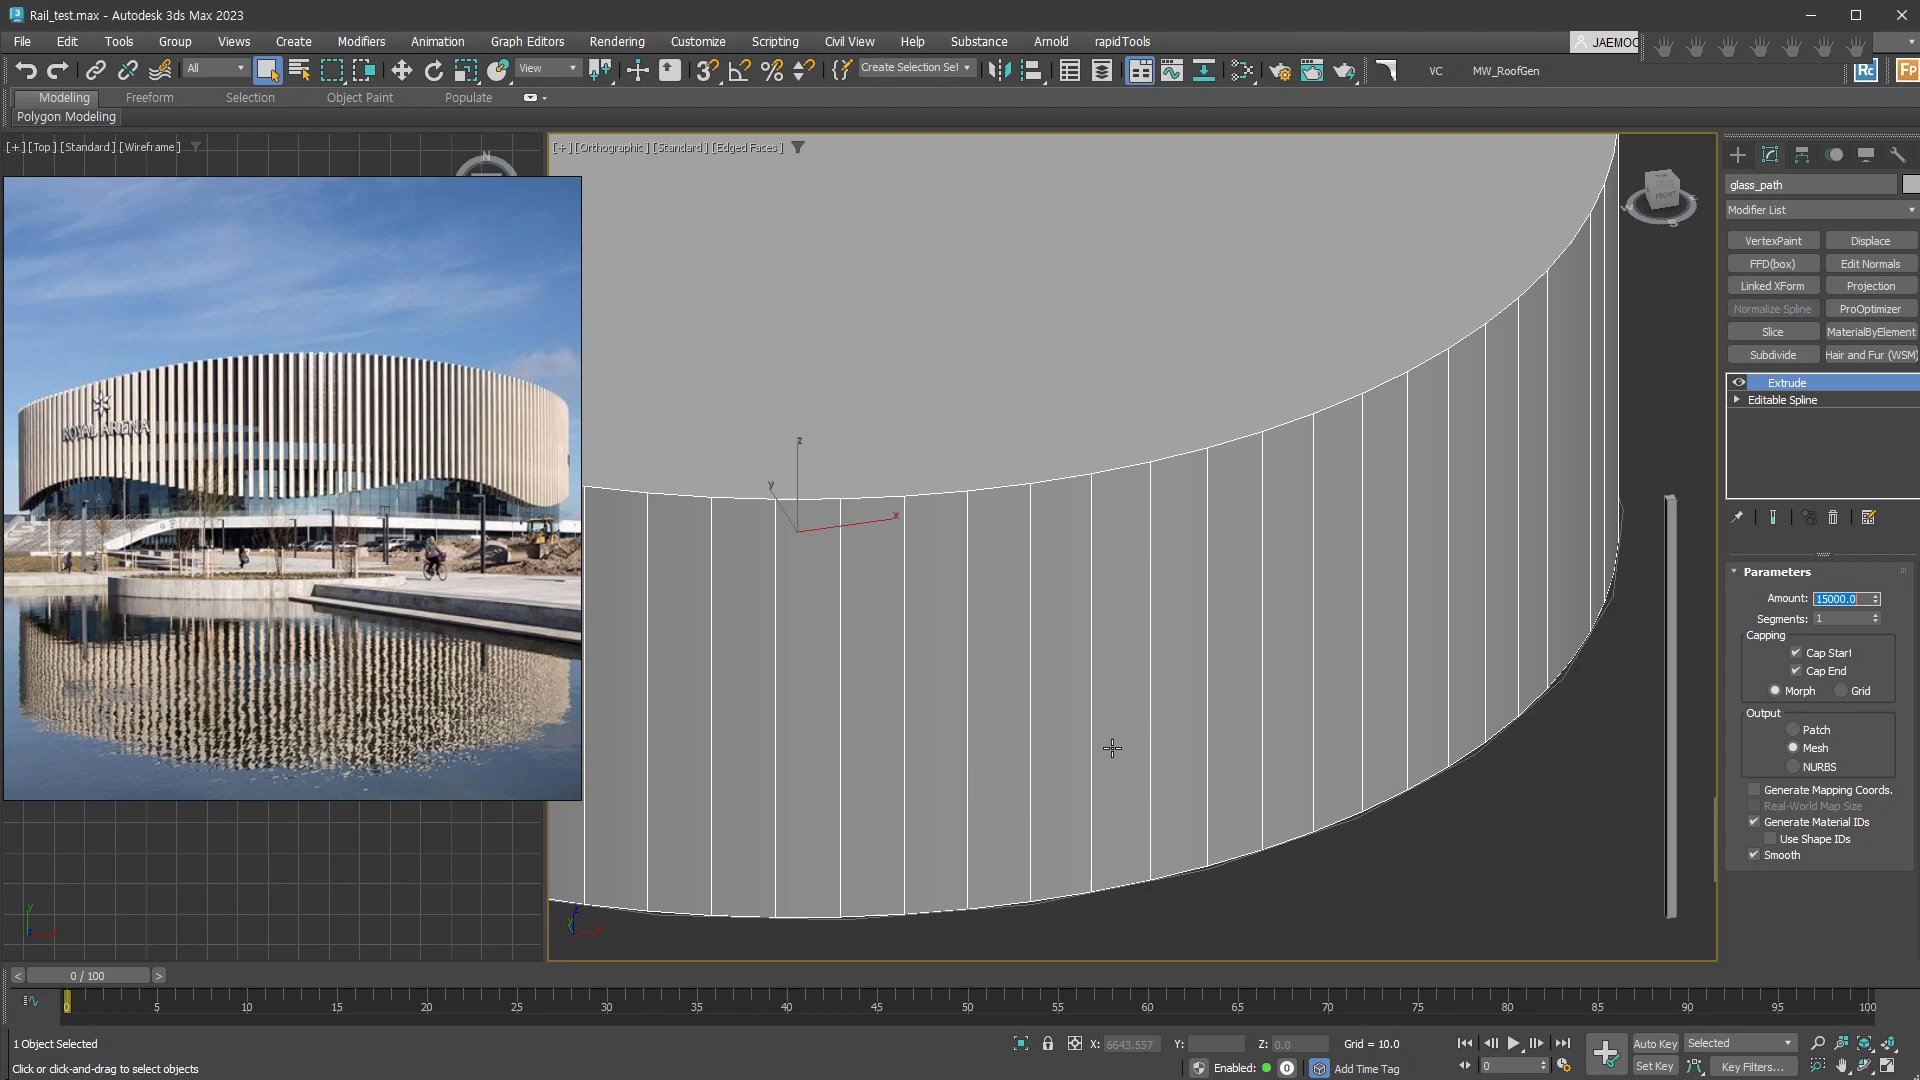 Rail_test.max - Autodesk 3ds Max 2023
File Edit Tools Group Views Create Modifiers Animation Graph Editors Rendering Customize Scripting Civil View Help Substance Arnold rapidTools
JAEMOC
All
View
Create Selection Set
VC
MW_RoofGen
Rc
Fp
Modeling Freeform Selection Object Paint Populate
Polygon Modeling
[+] [Top] [Standard] [Wireframe]
[+] [Orthographic] [Standard] [Edged Faces]
N
FRONT
W
S
ROYAL ARENA
z
y
x
glass_path
Modifier List
VertexPaint Displace
FFD(box) Edit Normals
Linked XForm Projection
Normalize Spline ProOptimizer
Slice MaterialByElement
Subdivide Hair and Fur (WSM)
Extrude
Editable Spline
Parameters
Amount: 15000.0
Segments: 1
Capping
Cap Start
Cap End
Morph Grid
Output
Patch
Mesh
NURBS
Generate Mapping Coords.
Real-World Map Size
Generate Material IDs
Use Shape IDs
Smooth
< 0 / 100 >
0 5 10 15 20 25 30 35 40 45 50 55 60 65 70 75 80 85 90 95 100
1 Object Selected
X: 6643.557 Y: Z: 0.0 Grid = 10.0
Auto Key Selected
Click or click-and-drag to select objects
Enabled: 0 Add Time Tag
0
Set Key
Key Filters...